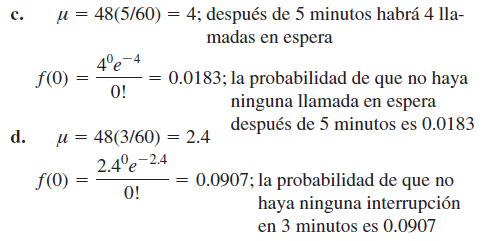 c. μ = 48(5/60) = 4; después de 5 minutos habrá 4 lla-
madas en espera
f(0) = 4⁰e⁻⁴ / 0! = 0.0183; la probabilidad de que no haya
ninguna llamada en espera
después de 5 minutos es 0.0183
d. μ = 48(3/60) = 2.4
f(0) = 2.4⁰e⁻²·⁴ / 0! = 0.0907; la probabilidad de que no
haya ninguna interrupción
en 3 minutos es 0.0907